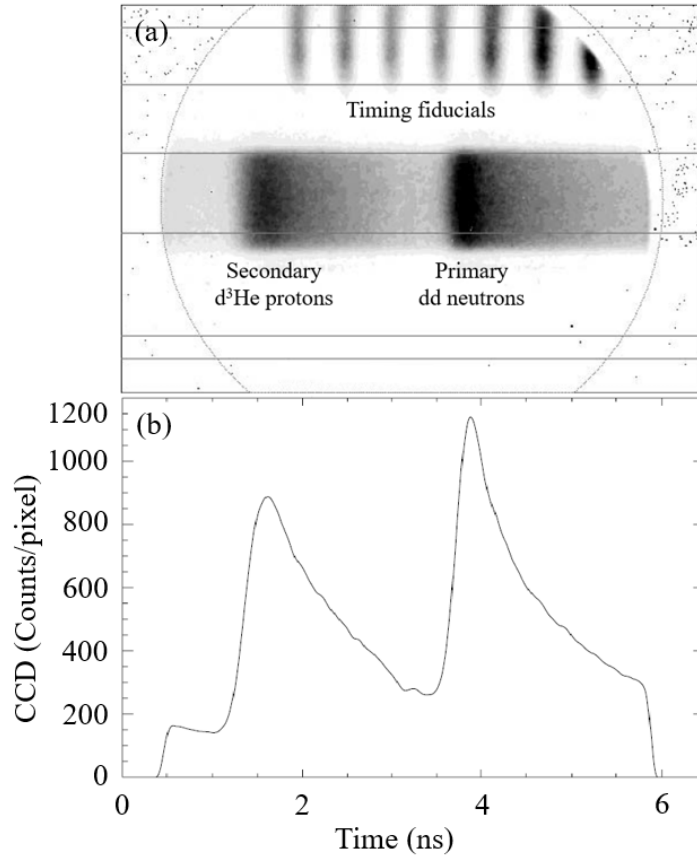 (a)
Timing fiducials
Secondary
d³He protons
Primary
dd neutrons
(b)
1200
1000
800
600
400
200
0
CCD (Counts/pixel)
0 2 4 6
Time (ns)